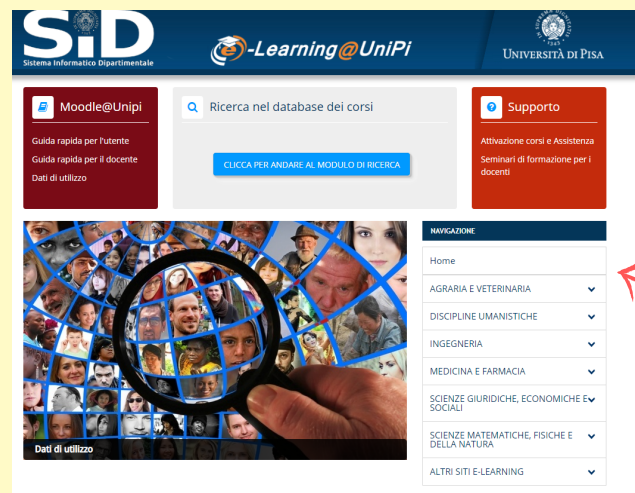 SiD
Sistema Informatico Dipartimentale
(e)-Learning@UniPi
UNIVERSITÀ DI PISA
Moodle@Unipi
Guida rapida per l'utente
Guida rapida per il docente
Dati di utilizzo
Ricerca nel database dei corsi
CLICCA PER ANDARE AL MODULO DI RICERCA
Supporto
Attivazione corsi e Assistenza
Seminari di formazione per i
docenti
Dati di utilizzo
NAVIGAZIONE
Home
AGRARIA E VETERINARIA
DISCIPLINE UMANISTICHE
INGEGNERIA
MEDICINA E FARMACIA
SCIENZE GIURIDICHE, ECONOMICHE E
SOCIALI
SCIENZE MATEMATICHE, FISICHE E
DELLA NATURA
ALTRI SITI E-LEARNING